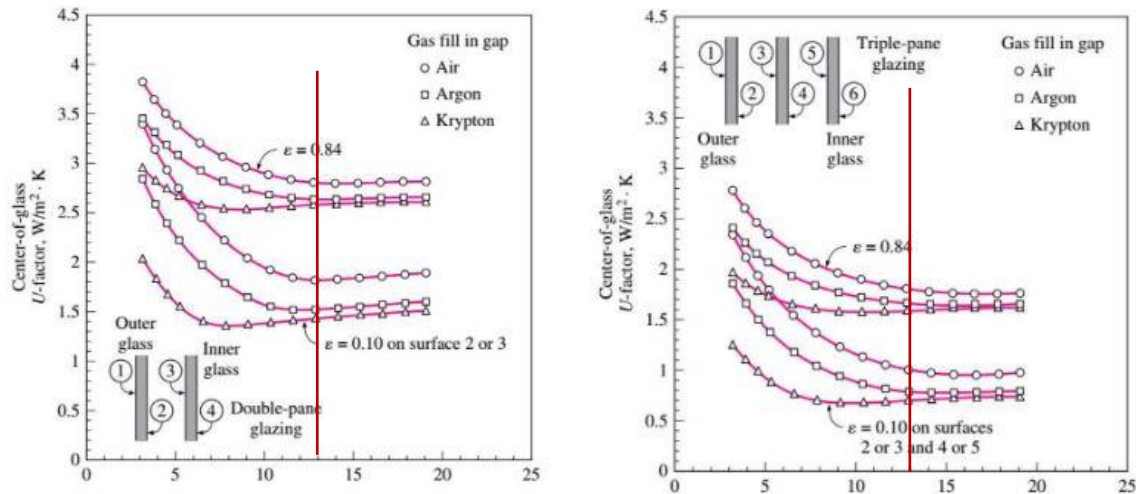 4.5
4
3.5
3
2.5
2
1.5
1
0.5
0
0
5
10
15
20
25
Center-of-glass
U-factor, W/m² · K
Gas fill in gap
Air
Argon
Krypton
ε = 0.84
ε = 0.10 on surface 2 or 3
Outer
glass
Inner
glass
1
2
3
4
Double-pane
glazing
4.5
4
3.5
3
2.5
2
1.5
1
0.5
0
0
5
10
15
20
25
Center-of-glass
U-factor, W/m² · K
1
2
3
4
5
6
Triple-pane
glazing
Outer
glass
Inner
glass
Gas fill in gap
Air
Argon
Krypton
ε = 0.84
ε = 0.10 on surfaces
2 or 3 and 4 or 5